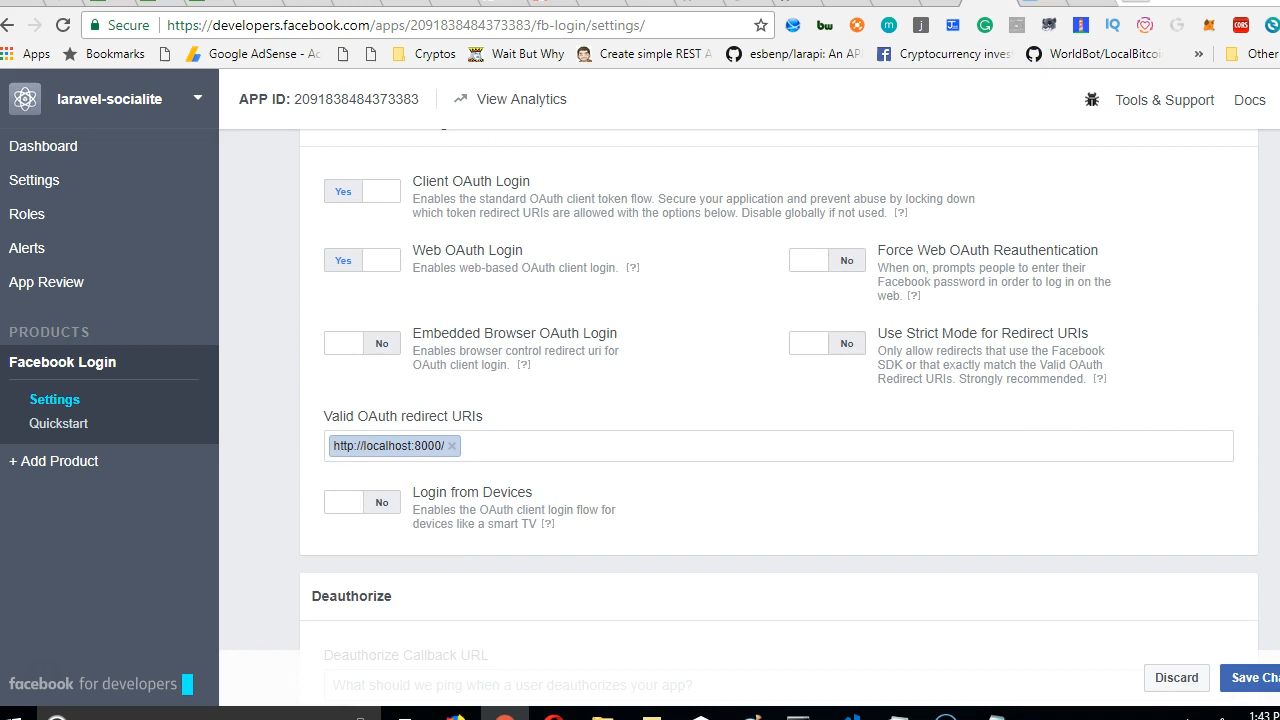 Secure
https://developers.facebook.com/apps/2091838484373383/fb-login/settings/
Apps
Bookmarks
Google AdSense - Ac
Cryptos
Wait But Why
Create simple REST A
esbenp/larapi: An AP
Cryptocurrency inves
WorldBot/LocalBitco
»
Other
laravel-socialite
APP ID: 2091838484373383
View Analytics
Tools & Support
Docs
Dashboard
Settings
Roles
Alerts
App Review
PRODUCTS
Facebook Login
Settings
Quickstart
+ Add Product
facebook for developers
Yes
Client OAuth Login
Enables the standard OAuth client token flow. Secure your application and prevent abuse by locking down
which token redirect URIs are allowed with the options below. Disable globally if not used. [?]
Yes
Web OAuth Login
Enables web-based OAuth client login. [?]
No
Force Web OAuth Reauthentication
When on, prompts people to enter their
Facebook password in order to log in on the
web. [?]
No
Embedded Browser OAuth Login
Enables browser control redirect uri for
OAuth client login. [?]
No
Use Strict Mode for Redirect URIs
Only allow redirects that use the Facebook
SDK or that exactly match the Valid OAuth
Redirect URIs. Strongly recommended. [?]
Valid OAuth redirect URIs
http://localhost:8000/ ×
No
Login from Devices
Enables the OAuth client login flow for
devices like a smart TV [?]
Deauthorize
Deauthorize Callback URL
What should we ping when a user deauthorizes your app?
Discard
Save Cha
1:43 P